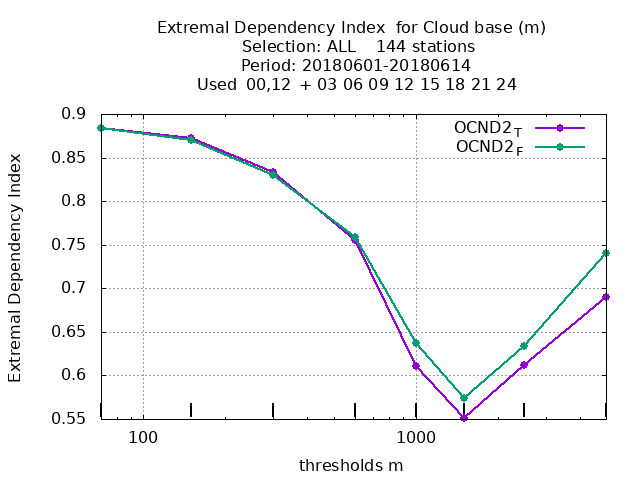 Extremal Dependency Index  for Cloud base (m)
Selection: ALL    144 stations
Period: 20180601-20180614
Used  00,12  + 03 06 09 12 15 18 21 24
OCND2T
OCND2F
0.9
0.85
0.8
0.75
0.7
0.65
0.6
0.55
Extremal Dependency Index
100
1000
thresholds m